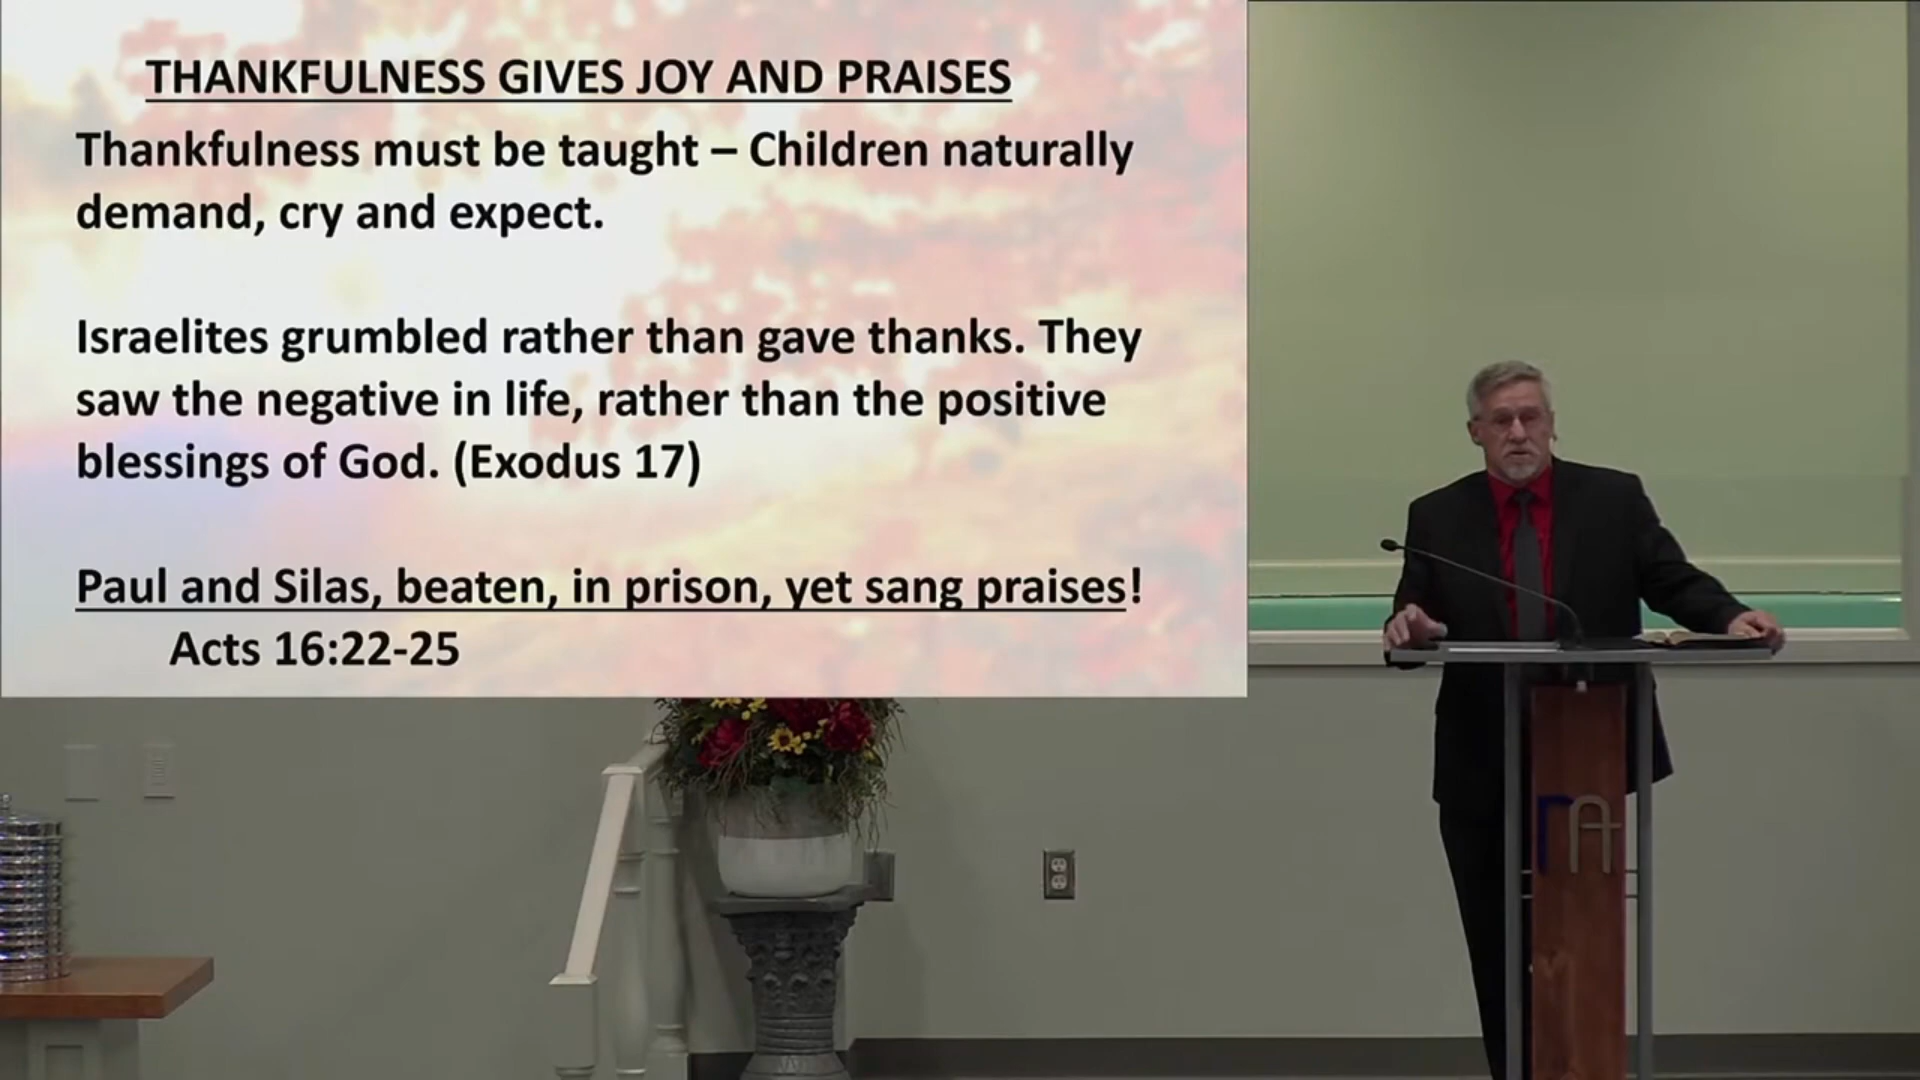 THANKFULNESS GIVES JOY AND PRAISES
Thankfulness must be taught – Children naturally
demand, cry and expect.
Israelites grumbled rather than gave thanks. They
saw the negative in life, rather than the positive
blessings of God. (Exodus 17)
Paul and Silas, beaten, in prison, yet sang praises!
Acts 16:22-25